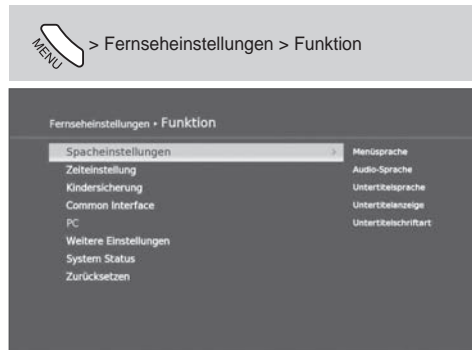 MENU > Fernseheinstellungen > Funktion
Fernseheinstellungen • Funktion
Spacheinstellungen >
Menüsprache
Zeiteinstellung
Audio-Sprache
Kindersicherung
Untertitelsprache
Common Interface
Untertitelanzeige
PC
Untertitelschriftart
Weitere Einstellungen
System Status
Zurücksetzen